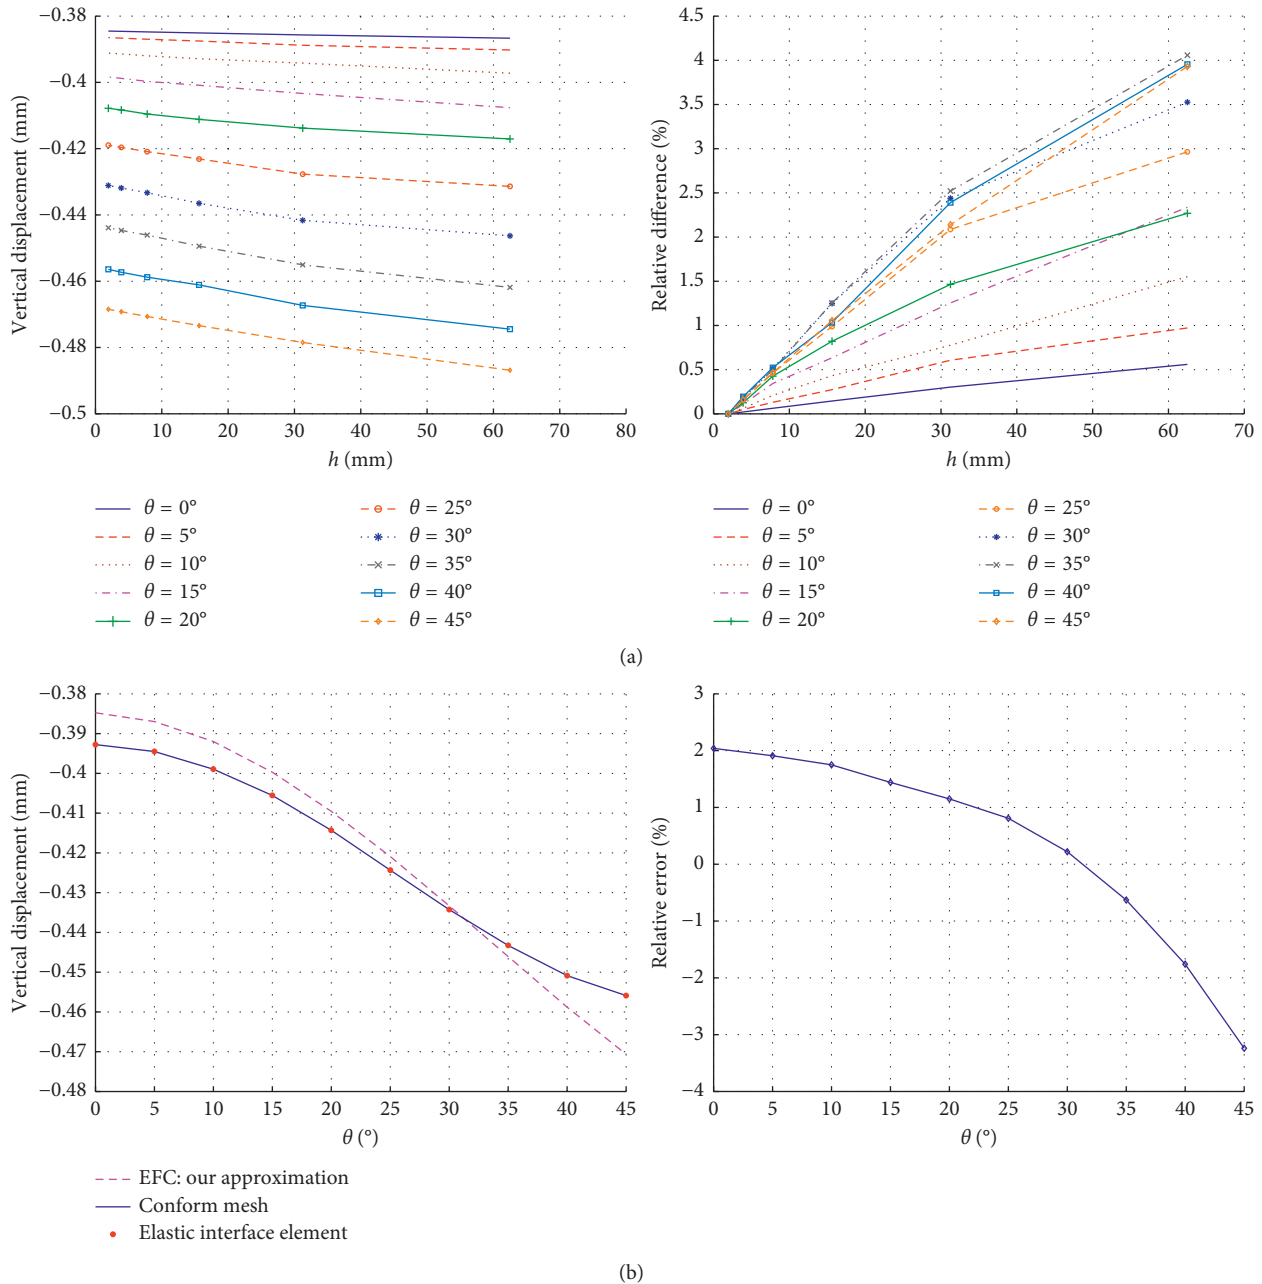 −0.38
−0.4
−0.42
−0.44
−0.46
−0.48
−0.5
Vertical displacement (mm)
0 10 20 30 40 50 60 70 80
h (mm)
4.5
4
3.5
3
2.5
2
1.5
1
0.5
0
Relative difference (%)
0 10 20 30 40 50 60 70
h (mm)
θ = 0°
θ = 5°
θ = 10°
θ = 15°
θ = 20°
θ = 25°
θ = 30°
θ = 35°
θ = 40°
θ = 45°
θ = 0°
θ = 5°
θ = 10°
θ = 15°
θ = 20°
θ = 25°
θ = 30°
θ = 35°
θ = 40°
θ = 45°
(a)
−0.38
−0.39
−0.4
−0.41
−0.42
−0.43
−0.44
−0.45
−0.46
−0.47
−0.48
Vertical displacement (mm)
0 5 10 15 20 25 30 35 40 45
θ (°)
3
2
1
0
−1
−2
−3
−4
Relative error (%)
0 5 10 15 20 25 30 35 40 45
θ (°)
EFC: our approximation
Conform mesh
Elastic interface element
(b)